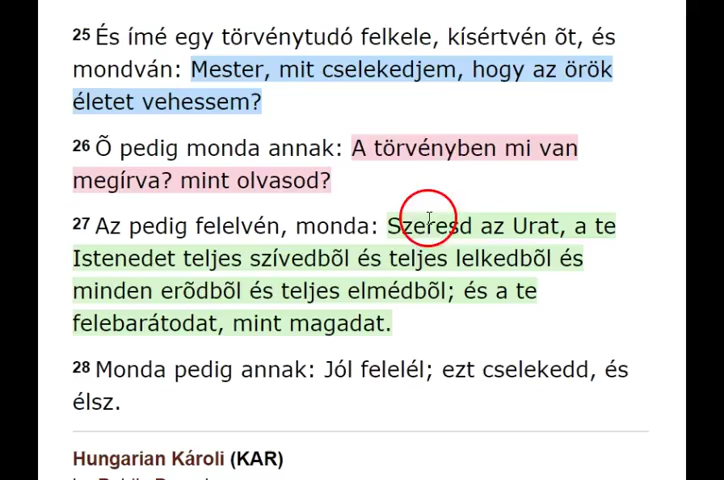 25 És ímé egy törvénytudó felkele, kísértvén õt, és
mondván: Mester, mit cselekedjem, hogy az örök
életet vehessem?
26 Õ pedig monda annak: A törvényben mi van
megírva? mint olvasod?
27 Az pedig felelvén, monda: Szeresd az Urat, a te
Istenedet teljes szívedbõl és teljes lelkedbõl és
minden erõdbõl és teljes elmédbõl; és a te
felebarátodat, mint magadat.
28 Monda pedig annak: Jól felelél; ezt cselekedd, és
élsz.
Hungarian Károli (KAR)